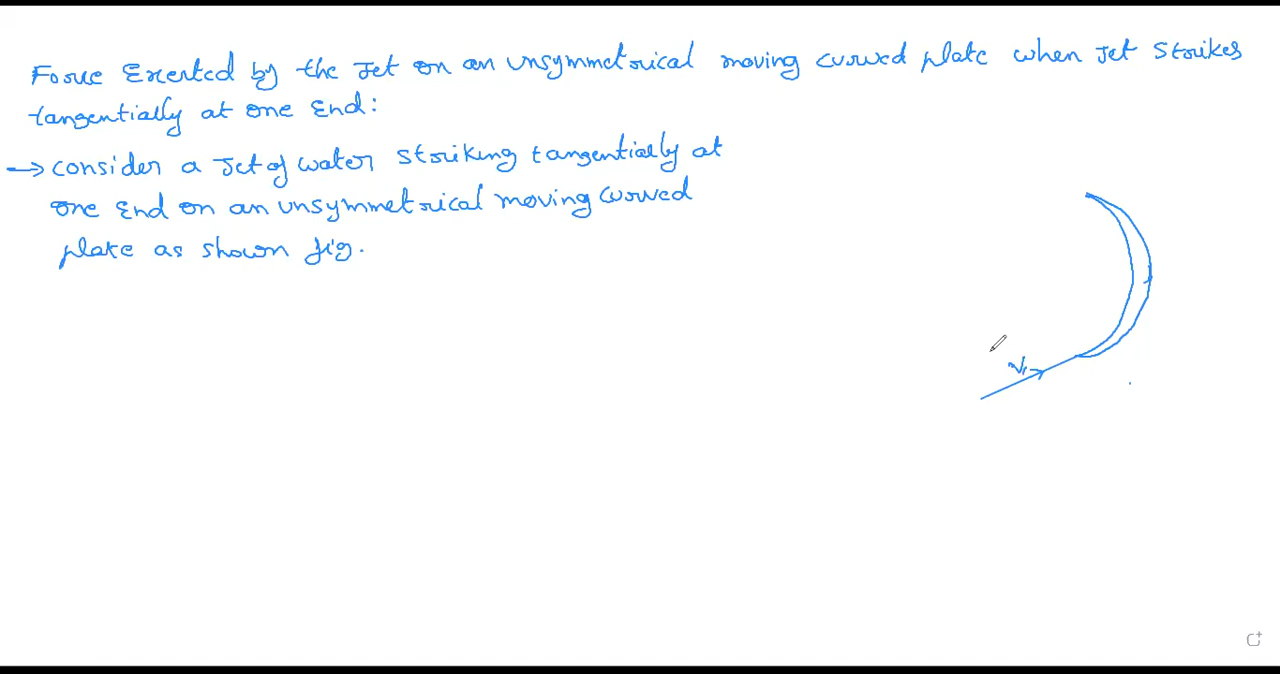 Force Exerted by the Jet on an unsymmetrical moving curved plate when Jet strikes
tangentially at one End:
→ consider a Jet of water striking tangentially at
one End on an unsymmetrical moving curved
plate as shown fig.
V1